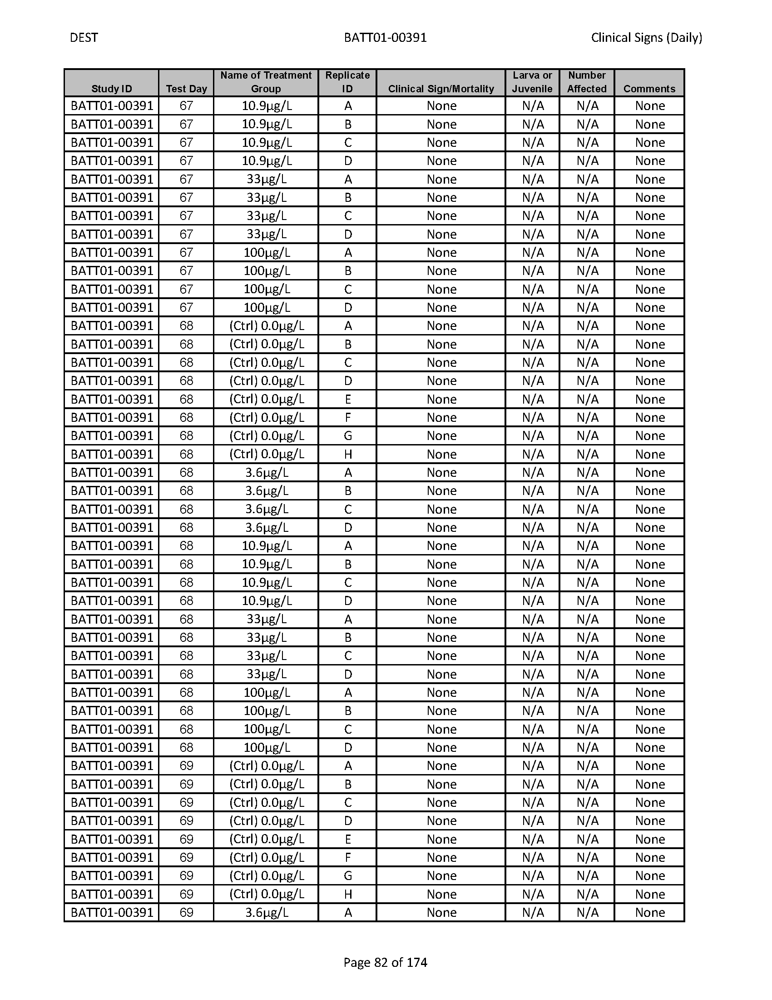 DEST BATT01-00391 Clinical Signs (Daily)
Study ID Test Day Name of Treatment Group Replicate ID Clinical Sign/Mortality Larva or Juvenile Number Affected Comments
BATT01-00391 67 10.9µg/L A None N/A N/A None
BATT01-00391 67 10.9µg/L B None N/A N/A None
BATT01-00391 67 10.9µg/L C None N/A N/A None
BATT01-00391 67 10.9µg/L D None N/A N/A None
BATT01-00391 67 33µg/L A None N/A N/A None
BATT01-00391 67 33µg/L B None N/A N/A None
BATT01-00391 67 33µg/L C None N/A N/A None
BATT01-00391 67 33µg/L D None N/A N/A None
BATT01-00391 67 100µg/L A None N/A N/A None
BATT01-00391 67 100µg/L B None N/A N/A None
BATT01-00391 67 100µg/L C None N/A N/A None
BATT01-00391 67 100µg/L D None N/A N/A None
BATT01-00391 68 (Ctrl) 0.0µg/L A None N/A N/A None
BATT01-00391 68 (Ctrl) 0.0µg/L B None N/A N/A None
BATT01-00391 68 (Ctrl) 0.0µg/L C None N/A N/A None
BATT01-00391 68 (Ctrl) 0.0µg/L D None N/A N/A None
BATT01-00391 68 (Ctrl) 0.0µg/L E None N/A N/A None
BATT01-00391 68 (Ctrl) 0.0µg/L F None N/A N/A None
BATT01-00391 68 (Ctrl) 0.0µg/L G None N/A N/A None
BATT01-00391 68 (Ctrl) 0.0µg/L H None N/A N/A None
BATT01-00391 68 3.6µg/L A None N/A N/A None
BATT01-00391 68 3.6µg/L B None N/A N/A None
BATT01-00391 68 3.6µg/L C None N/A N/A None
BATT01-00391 68 3.6µg/L D None N/A N/A None
BATT01-00391 68 10.9µg/L A None N/A N/A None
BATT01-00391 68 10.9µg/L B None N/A N/A None
BATT01-00391 68 10.9µg/L C None N/A N/A None
BATT01-00391 68 10.9µg/L D None N/A N/A None
BATT01-00391 68 33µg/L A None N/A N/A None
BATT01-00391 68 33µg/L B None N/A N/A None
BATT01-00391 68 33µg/L C None N/A N/A None
BATT01-00391 68 33µg/L D None N/A N/A None
BATT01-00391 68 100µg/L A None N/A N/A None
BATT01-00391 68 100µg/L B None N/A N/A None
BATT01-00391 68 100µg/L C None N/A N/A None
BATT01-00391 68 100µg/L D None N/A N/A None
BATT01-00391 69 (Ctrl) 0.0µg/L A None N/A N/A None
BATT01-00391 69 (Ctrl) 0.0µg/L B None N/A N/A None
BATT01-00391 69 (Ctrl) 0.0µg/L C None N/A N/A None
BATT01-00391 69 (Ctrl) 0.0µg/L D None N/A N/A None
BATT01-00391 69 (Ctrl) 0.0µg/L E None N/A N/A None
BATT01-00391 69 (Ctrl) 0.0µg/L F None N/A N/A None
BATT01-00391 69 (Ctrl) 0.0µg/L G None N/A N/A None
BATT01-00391 69 (Ctrl) 0.0µg/L H None N/A N/A None
BATT01-00391 69 3.6µg/L A None N/A N/A None
Page 82 of 174